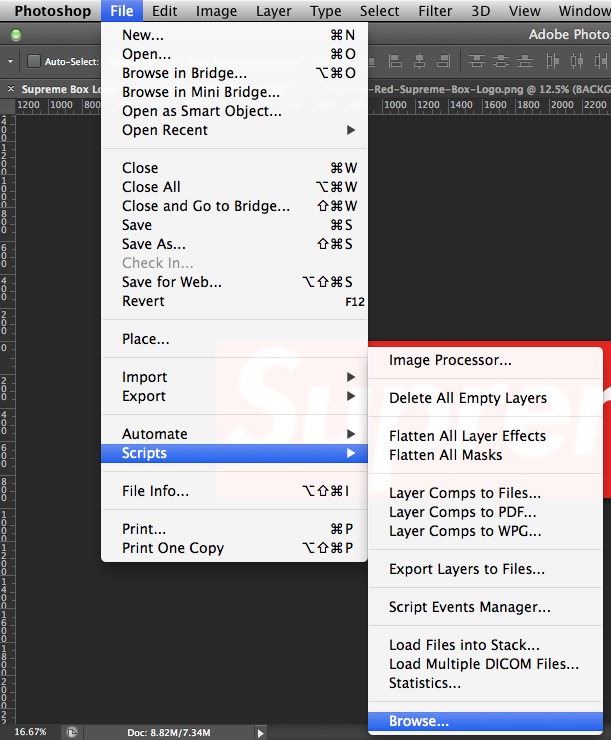 Photoshop File Edit Image Layer Type Select Filter 3D View Window
Adobe Photos
Auto-Select:
New... ⌘N
Open... ⌘O
Browse in Bridge... ⌥⌘O
Browse in Mini Bridge...
Open as Smart Object...
Open Recent ▶
× Supreme Box Lo -Red-Supreme-Box-Logo.png @ 12.5% (BACKG
1200 1000 800 600 1000 1200 1400 1600 1800 2000 2200
Close ⌘W
Close All ⌥⌘W
Close and Go to Bridge... ⇧⌘W
Save ⌘S
Save As... ⇧⌘S
Check In...
Save for Web... ⌥⇧⌘S
Revert F12
Place...
Import ▶
Export ▶
Automate ▶
Scripts ▶
File Info... ⌥⇧⌘I
Print... ⌘P
Print One Copy ⌥⇧⌘P
Suprem
Image Processor...
Delete All Empty Layers
Flatten All Layer Effects
Flatten All Masks
Layer Comps to Files...
Layer Comps to PDF...
Layer Comps to WPG...
Export Layers to Files...
Script Events Manager...
Load Files into Stack...
Load Multiple DICOM Files...
Statistics...
Browse...
16.67% Doc: 8.82M/7.34M